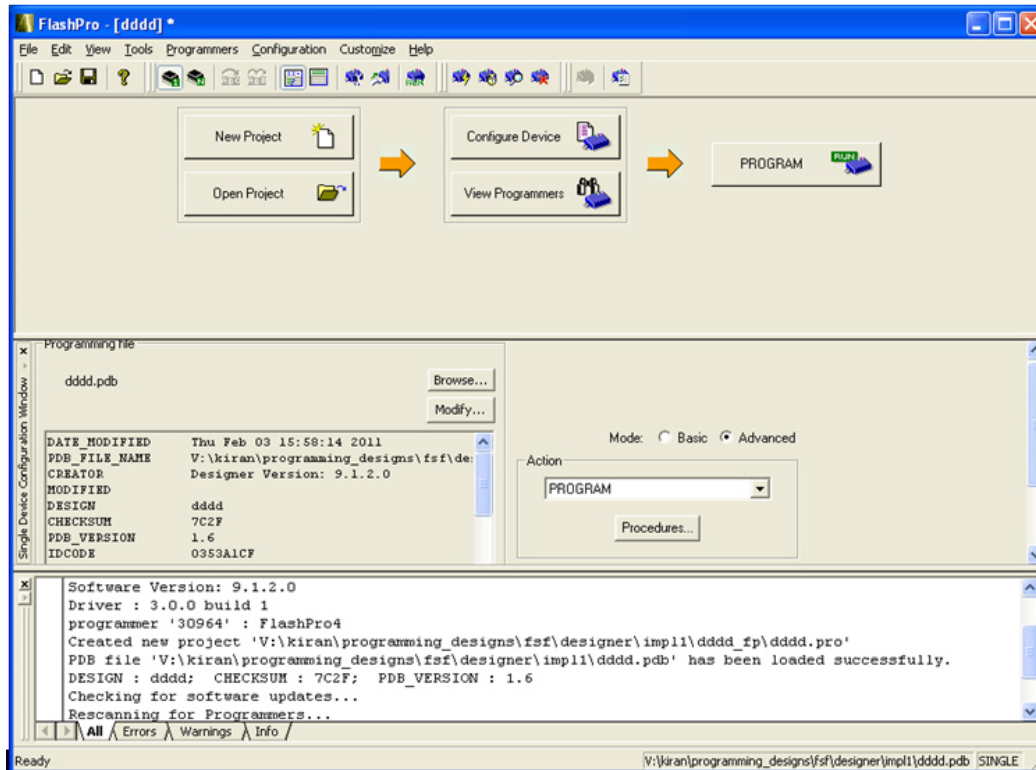 FlashPro - [dddd] *
File Edit View Tools Programmers Configuration Customize Help
New Project
Open Project
Configure Device
View Programmers
PROGRAM
RUN
Single Device Configuration Window
Programming file
dddd.pdb
Browse...
Modify...
DATE_MODIFIED Thu Feb 03 15:58:14 2011
PDB_FILE_NAME V:\kiran\programming_designs\fsf\de:
CREATOR Designer Version: 9.1.2.0
MODIFIED
DESIGN dddd
CHECKSUM 7C2F
PDB_VERSION 1.6
IDCODE 0353A1CF
Mode: Basic Advanced
Action
PROGRAM
Procedures...
Software Version: 9.1.2.0
Driver : 3.0.0 build 1
programmer '30964' : FlashPro4
Created new project 'V:\kiran\programming_designs\fsf\designer\impl1\dddd_fp\dddd.pro'
PDB file 'V:\kiran\programming_designs\fsf\designer\impl1\dddd.pdb' has been loaded successfully.
DESIGN : dddd; CHECKSUM : 7C2F; PDB_VERSION : 1.6
Checking for software updates...
Rescanning for Programmers...
All Errors Warnings Info
Ready
V:\kiran\programming_designs\fsf\designer\impl1\dddd.pdb SINGLE